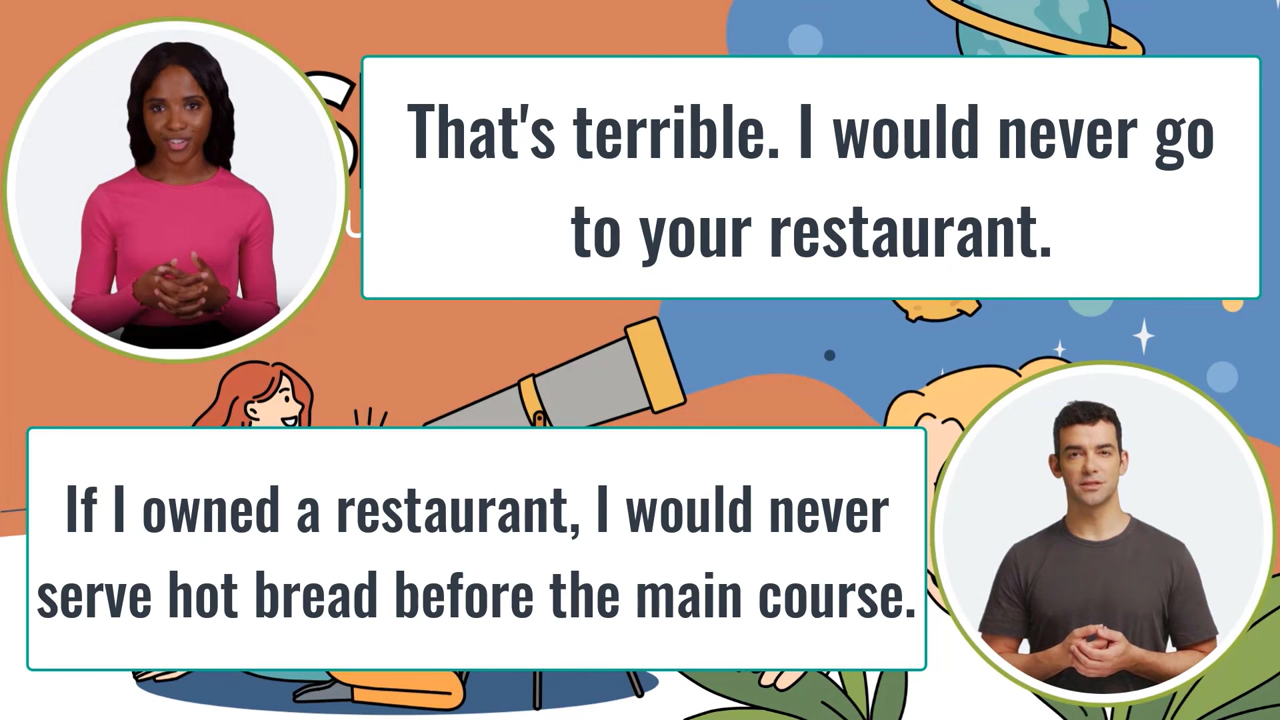 That's terrible. I would never go
to your restaurant.
If I owned a restaurant, I would never
serve hot bread before the main course.